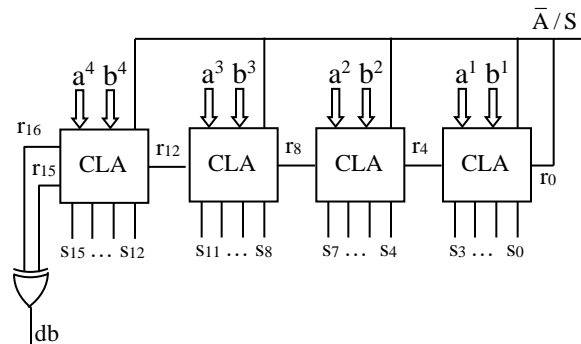 A̅ / S
a⁴ b⁴ a³ b³ a² b² a¹ b¹
r₁₆
r₁₅ CLA r₁₂ CLA r₈ CLA r₄ CLA r₀
s₁₅ … s₁₂ s₁₁ … s₈ s₇ … s₄ s₃ … s₀
db